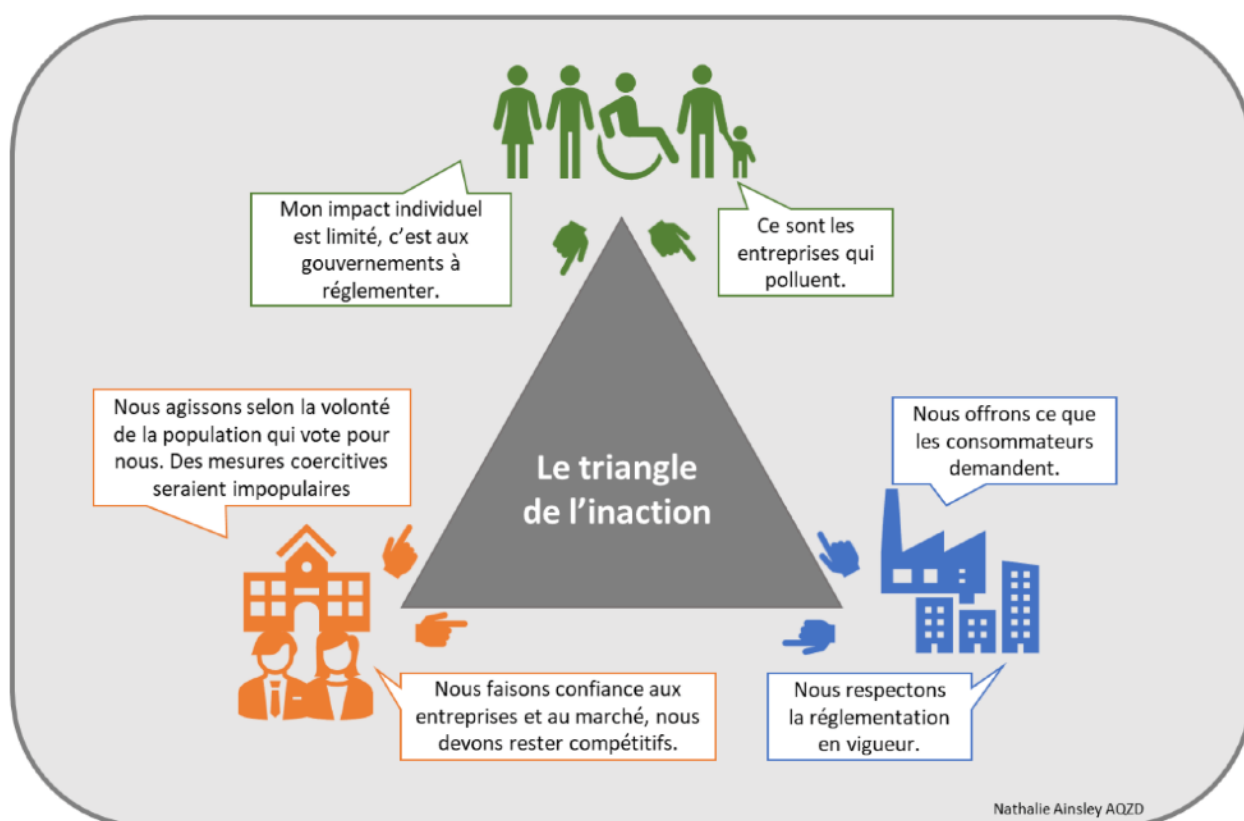 Mon impact individuel
est limité, c'est aux
gouvernements à
réglementer.
Ce sont les
entreprises qui
polluent.
Nous agissons selon la volonté
de la population qui vote pour
nous. Des mesures coercitives
seraient impopulaires
Nous offrons ce que
les consommateurs
demandent.
Le triangle
de l'inaction
Nous faisons confiance aux
entreprises et au marché, nous
devons rester compétitifs.
Nous respectons
la réglementation
en vigueur.
Nathalie Ainsley AQZD